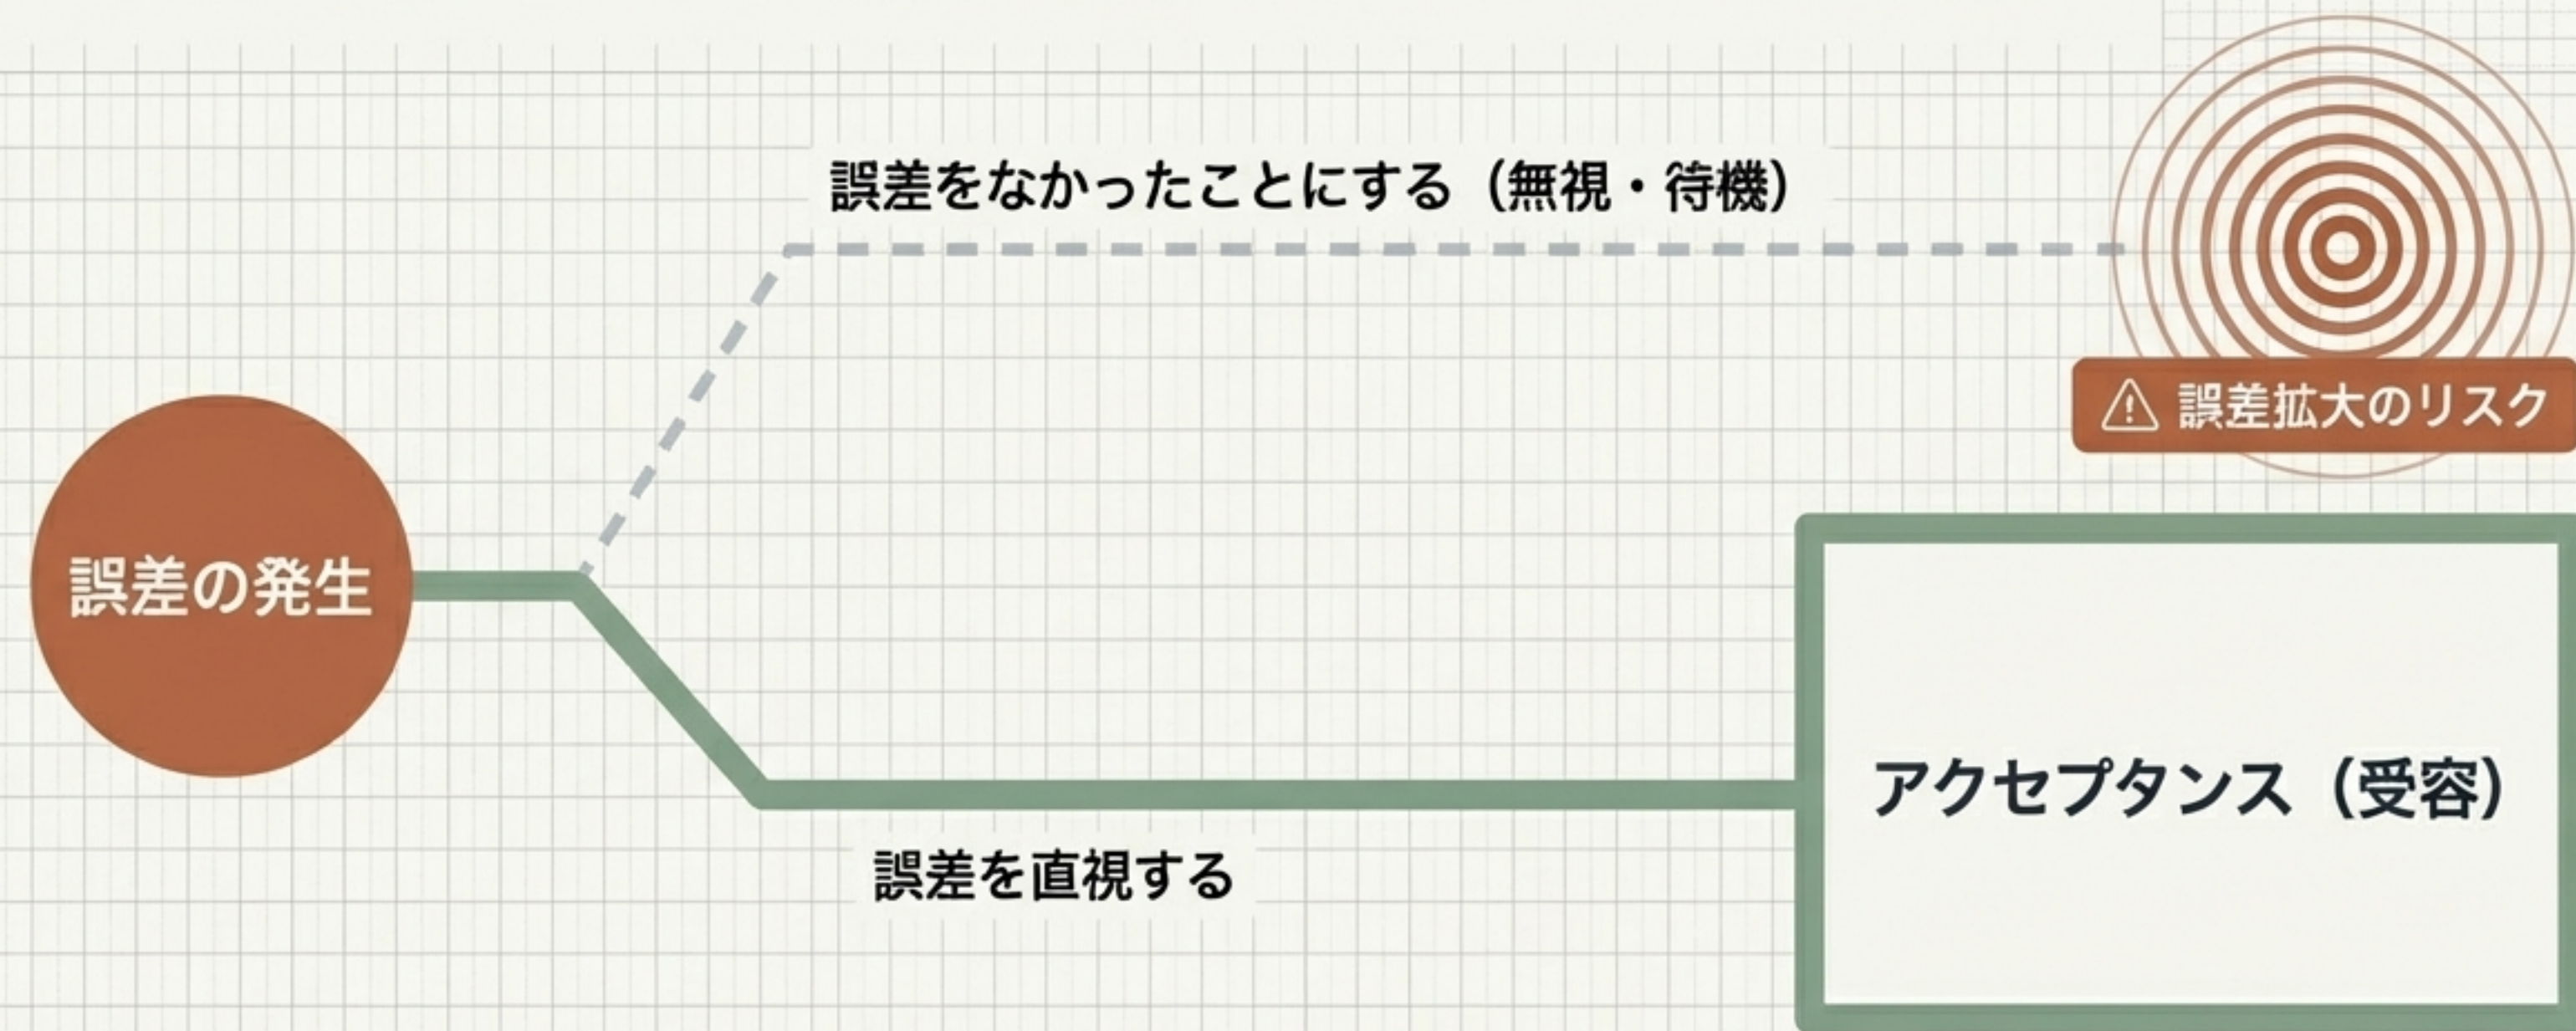 誤差をなかったことにする（無視・待機）
誤差拡大のリスク
誤差の発生
アクセプタンス（受容）
誤差を直視する